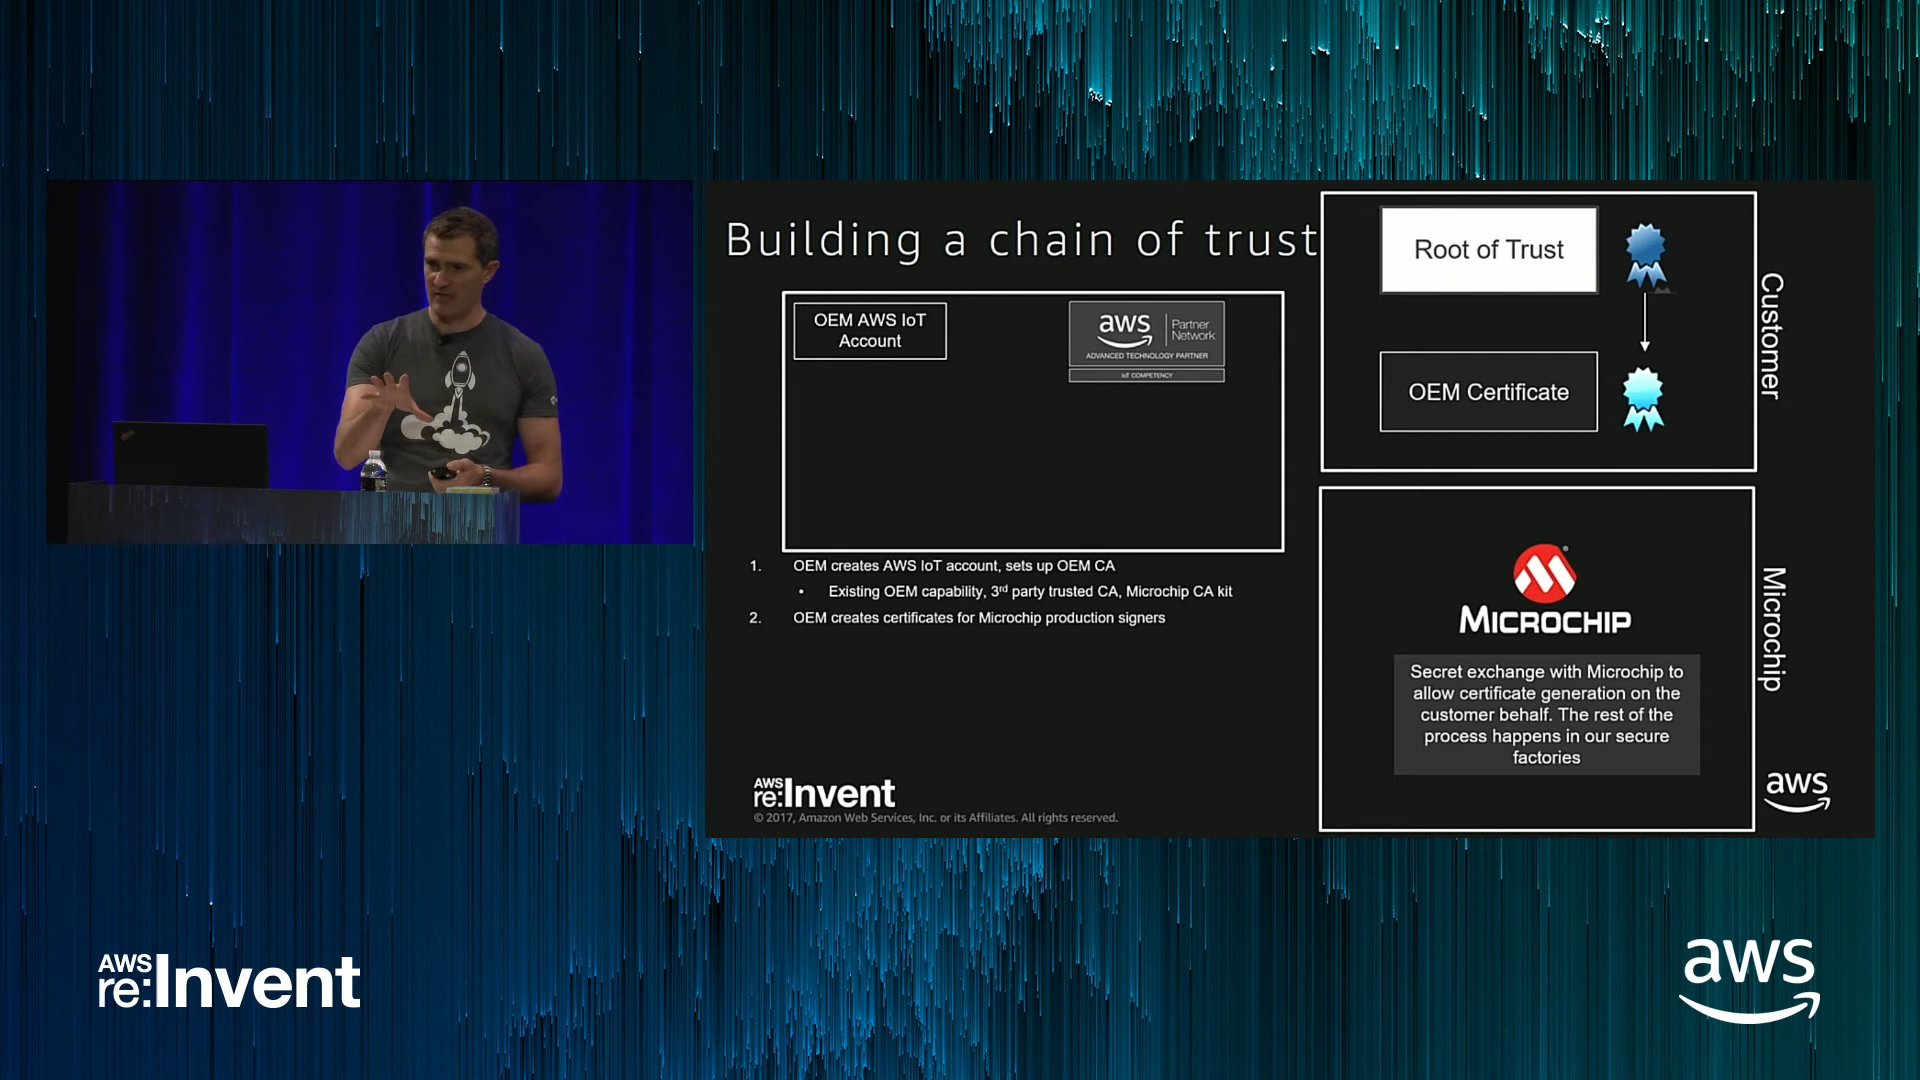 Building a chain of trust
OEM AWS IoT
Account
aws
Partner
Network
ADVANCED TECHNOLOGY PARTNER
IoT COMPETENCY
1. OEM creates AWS IoT account, sets up OEM CA
• Existing OEM capability, 3rd party trusted CA, Microchip CA kit
2. OEM creates certificates for Microchip production signers
Root of Trust
OEM Certificate
Customer
MICROCHIP
Secret exchange with Microchip to
allow certificate generation on the
customer behalf. The rest of the
process happens in our secure
factories
Microchip
AWS
re:Invent
© 2017, Amazon Web Services, Inc. or its Affiliates. All rights reserved.
aws
AWS
re:Invent
aws